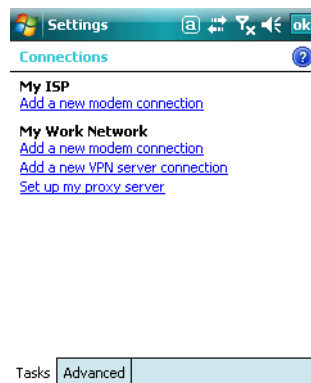 Settings a ok
Connections ?
My ISP
Add a new modem connection
My Work Network
Add a new modem connection
Add a new VPN server connection
Set up my proxy server
Tasks Advanced